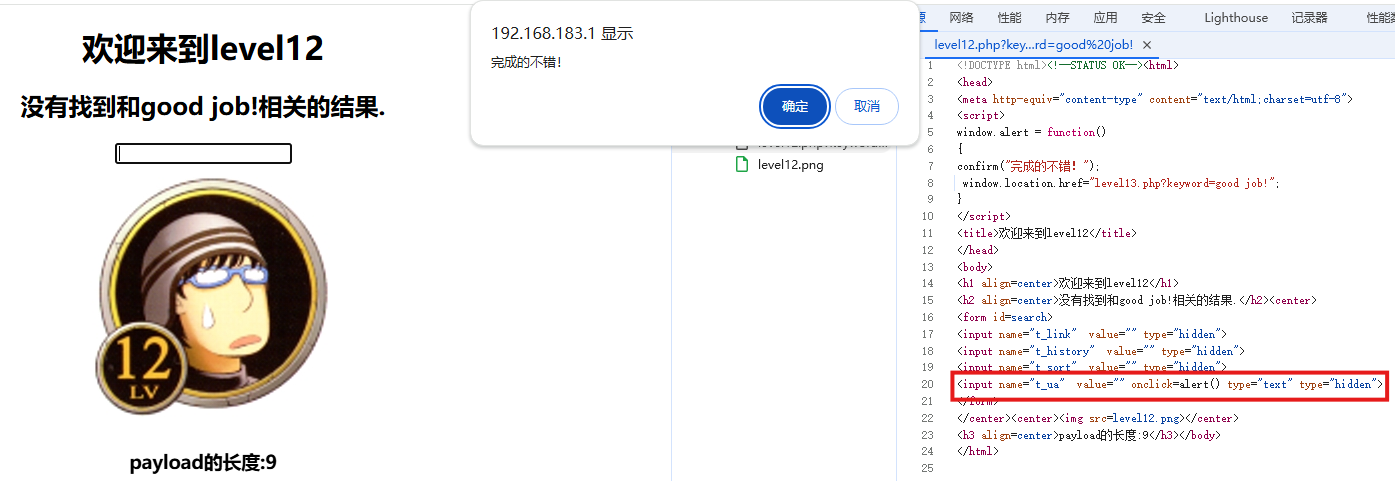 欢迎来到level12
没有找到和good job!相关的结果.
12
LV
payload的长度:9
192.168.183.1 显示
完成的不错!
确定
取消
level12.png
源
网络
性能
内存
应用
安全
Lighthouse
记录器
性能数
level12.php?key...rd=good%20job! ×
1 <!DOCTYPE html><!--STATUS OK--><html>
2 <head>
3 <meta http-equiv="content-type" content="text/html;charset=utf-8">
4 <script>
5 window.alert = function()
6 {
7 confirm("完成的不错！");
8 window.location.href="level13.php?keyword=good job!";
9 }
10 </script>
11 <title>欢迎来到level12</title>
12 </head>
13 <body>
14 <h1 align=center>欢迎来到level12</h1>
15 <h2 align=center>没有找到和good job!相关的结果.</h2><center>
16 <form id=search>
17 <input name="t_link"  value="" type="hidden">
18 <input name="t_history"  value="" type="hidden">
19 <input name="t_sort"  value="" type="hidden">
20 <input name="t_ua"  value="" onclick=alert() type="text" type="hidden">
21 </form>
22 </center><center><img src=level12.png></center>
23 <h3 align=center>payload的长度:9</h3></body>
24 </html>
25